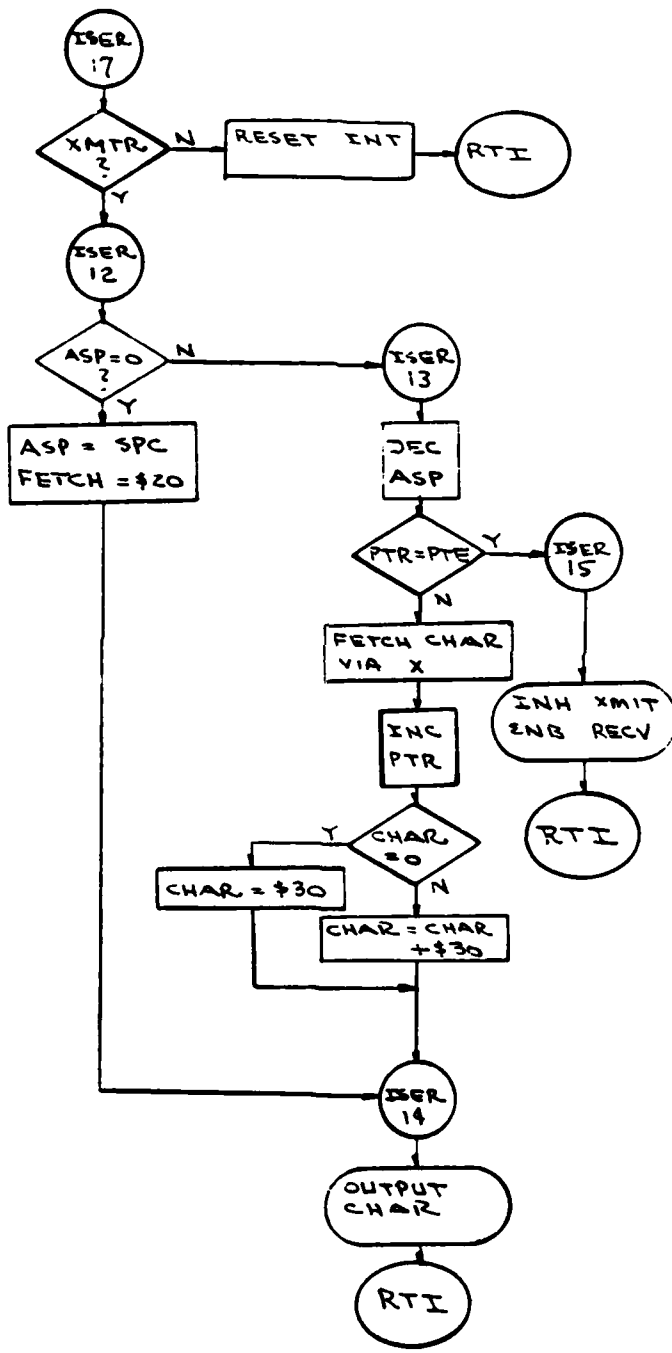 ISER
17
XMTR
?
N
RESET INT
RTI
Y
ISER
12
ASP=0
?
N
ISER
13
Y
ASP = SPC
FETCH = $20
DEC
ASP
PTR=PTE
Y
ISER
15
N
FETCH CHAR
VIA X
INH XMIT
ENB RECV
INC
PTR
RTI
Y
CHAR
=0
CHAR = $30
N
CHAR = CHAR
+$30
ISER
14
OUTPUT
CHAR
RTI